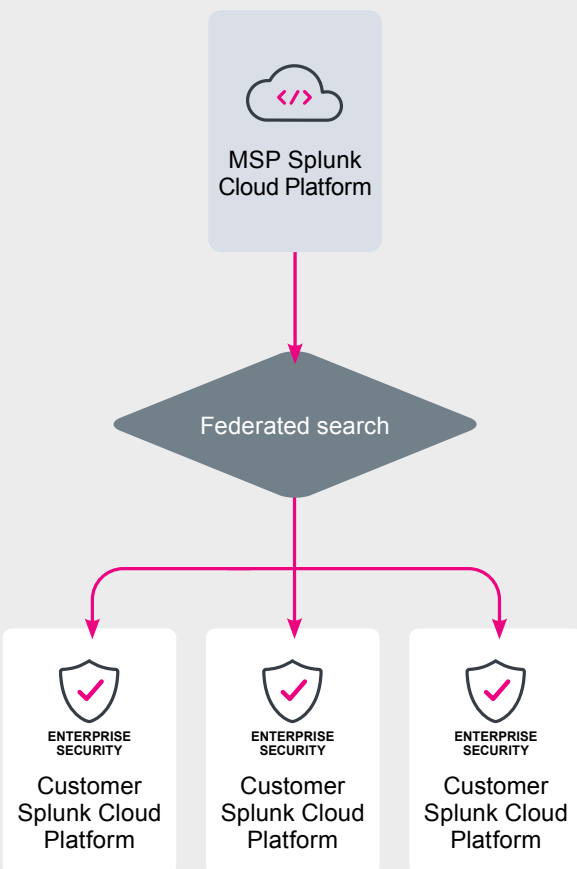 </>
MSP Splunk
Cloud Platform
Federated search
ENTERPRISE
SECURITY
Customer
Splunk Cloud
Platform
ENTERPRISE
SECURITY
Customer
Splunk Cloud
Platform
ENTERPRISE
SECURITY
Customer
Splunk Cloud
Platform